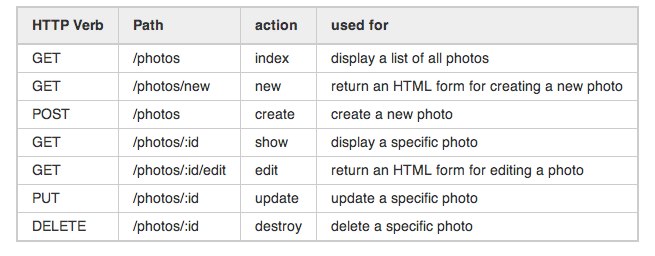 HTTP Verb Path action used for
GET /photos index display a list of all photos
GET /photos/new new return an HTML form for creating a new photo
POST /photos create create a new photo
GET /photos/:id show display a specific photo
GET /photos/:id/edit edit return an HTML form for editing a photo
PUT /photos/:id update update a specific photo
DELETE /photos/:id destroy delete a specific photo